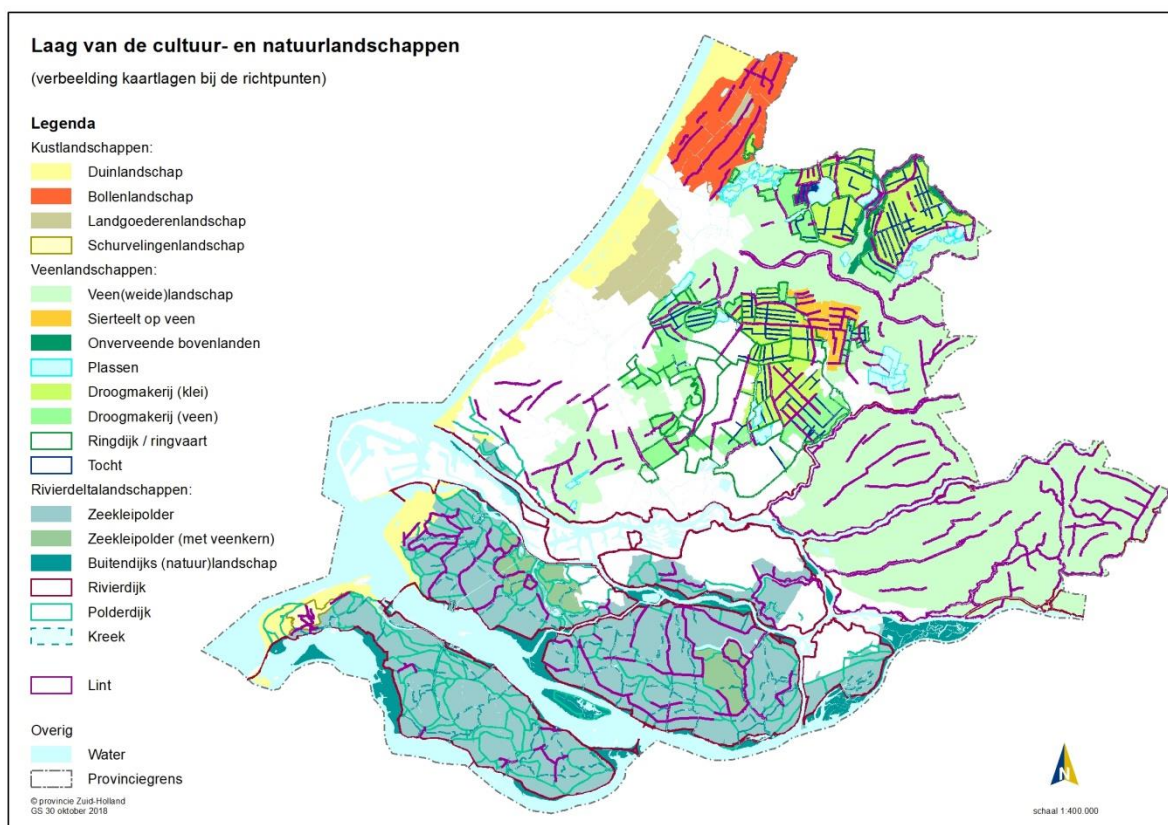 Laag van de cultuur- en natuurlandschappen
(verbeelding kaartlagen bij de richtpunten)
Legenda
Kustlandschappen:
Duinlandschap
Bollenlandschap
Landgoederenlandschap
Schurvelingenlandschap
Veenlandschappen:
Veen(weide)landschap
Sierteelt op veen
Onverveende bovenlanden
Plassen
Droogmakerij (klei)
Droogmakerij (veen)
Ringdijk / ringvaart
Tocht
Rivierdeltalandschappen:
Zeekleipolder
Zeekleipolder (met veenkern)
Buitendijks (natuur)landschap
Rivierdijk
Polderdijk
Kreek
Lint
Overig
Water
Provinciegrens
© provincie Zuid-Holland
GS 30 oktober 2018
N
schaal 1:400.000